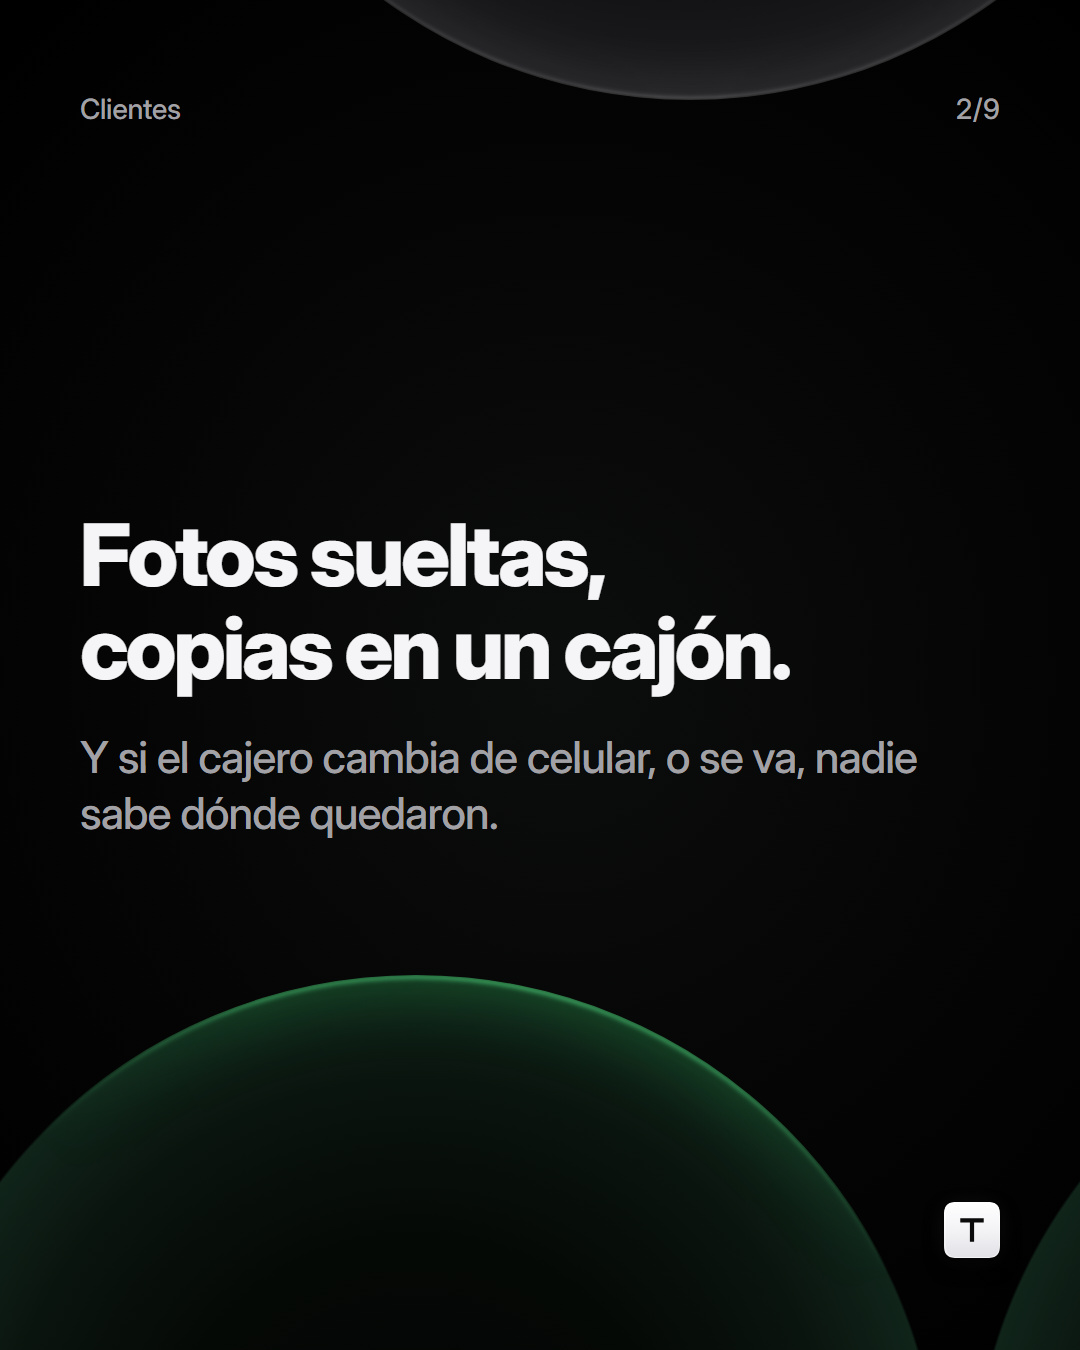 Clientes
2/9
Fotos sueltas,
copias en un cajón.
Y si el cajero cambia de celular, o se va, nadie
sabe dónde quedaron.
T